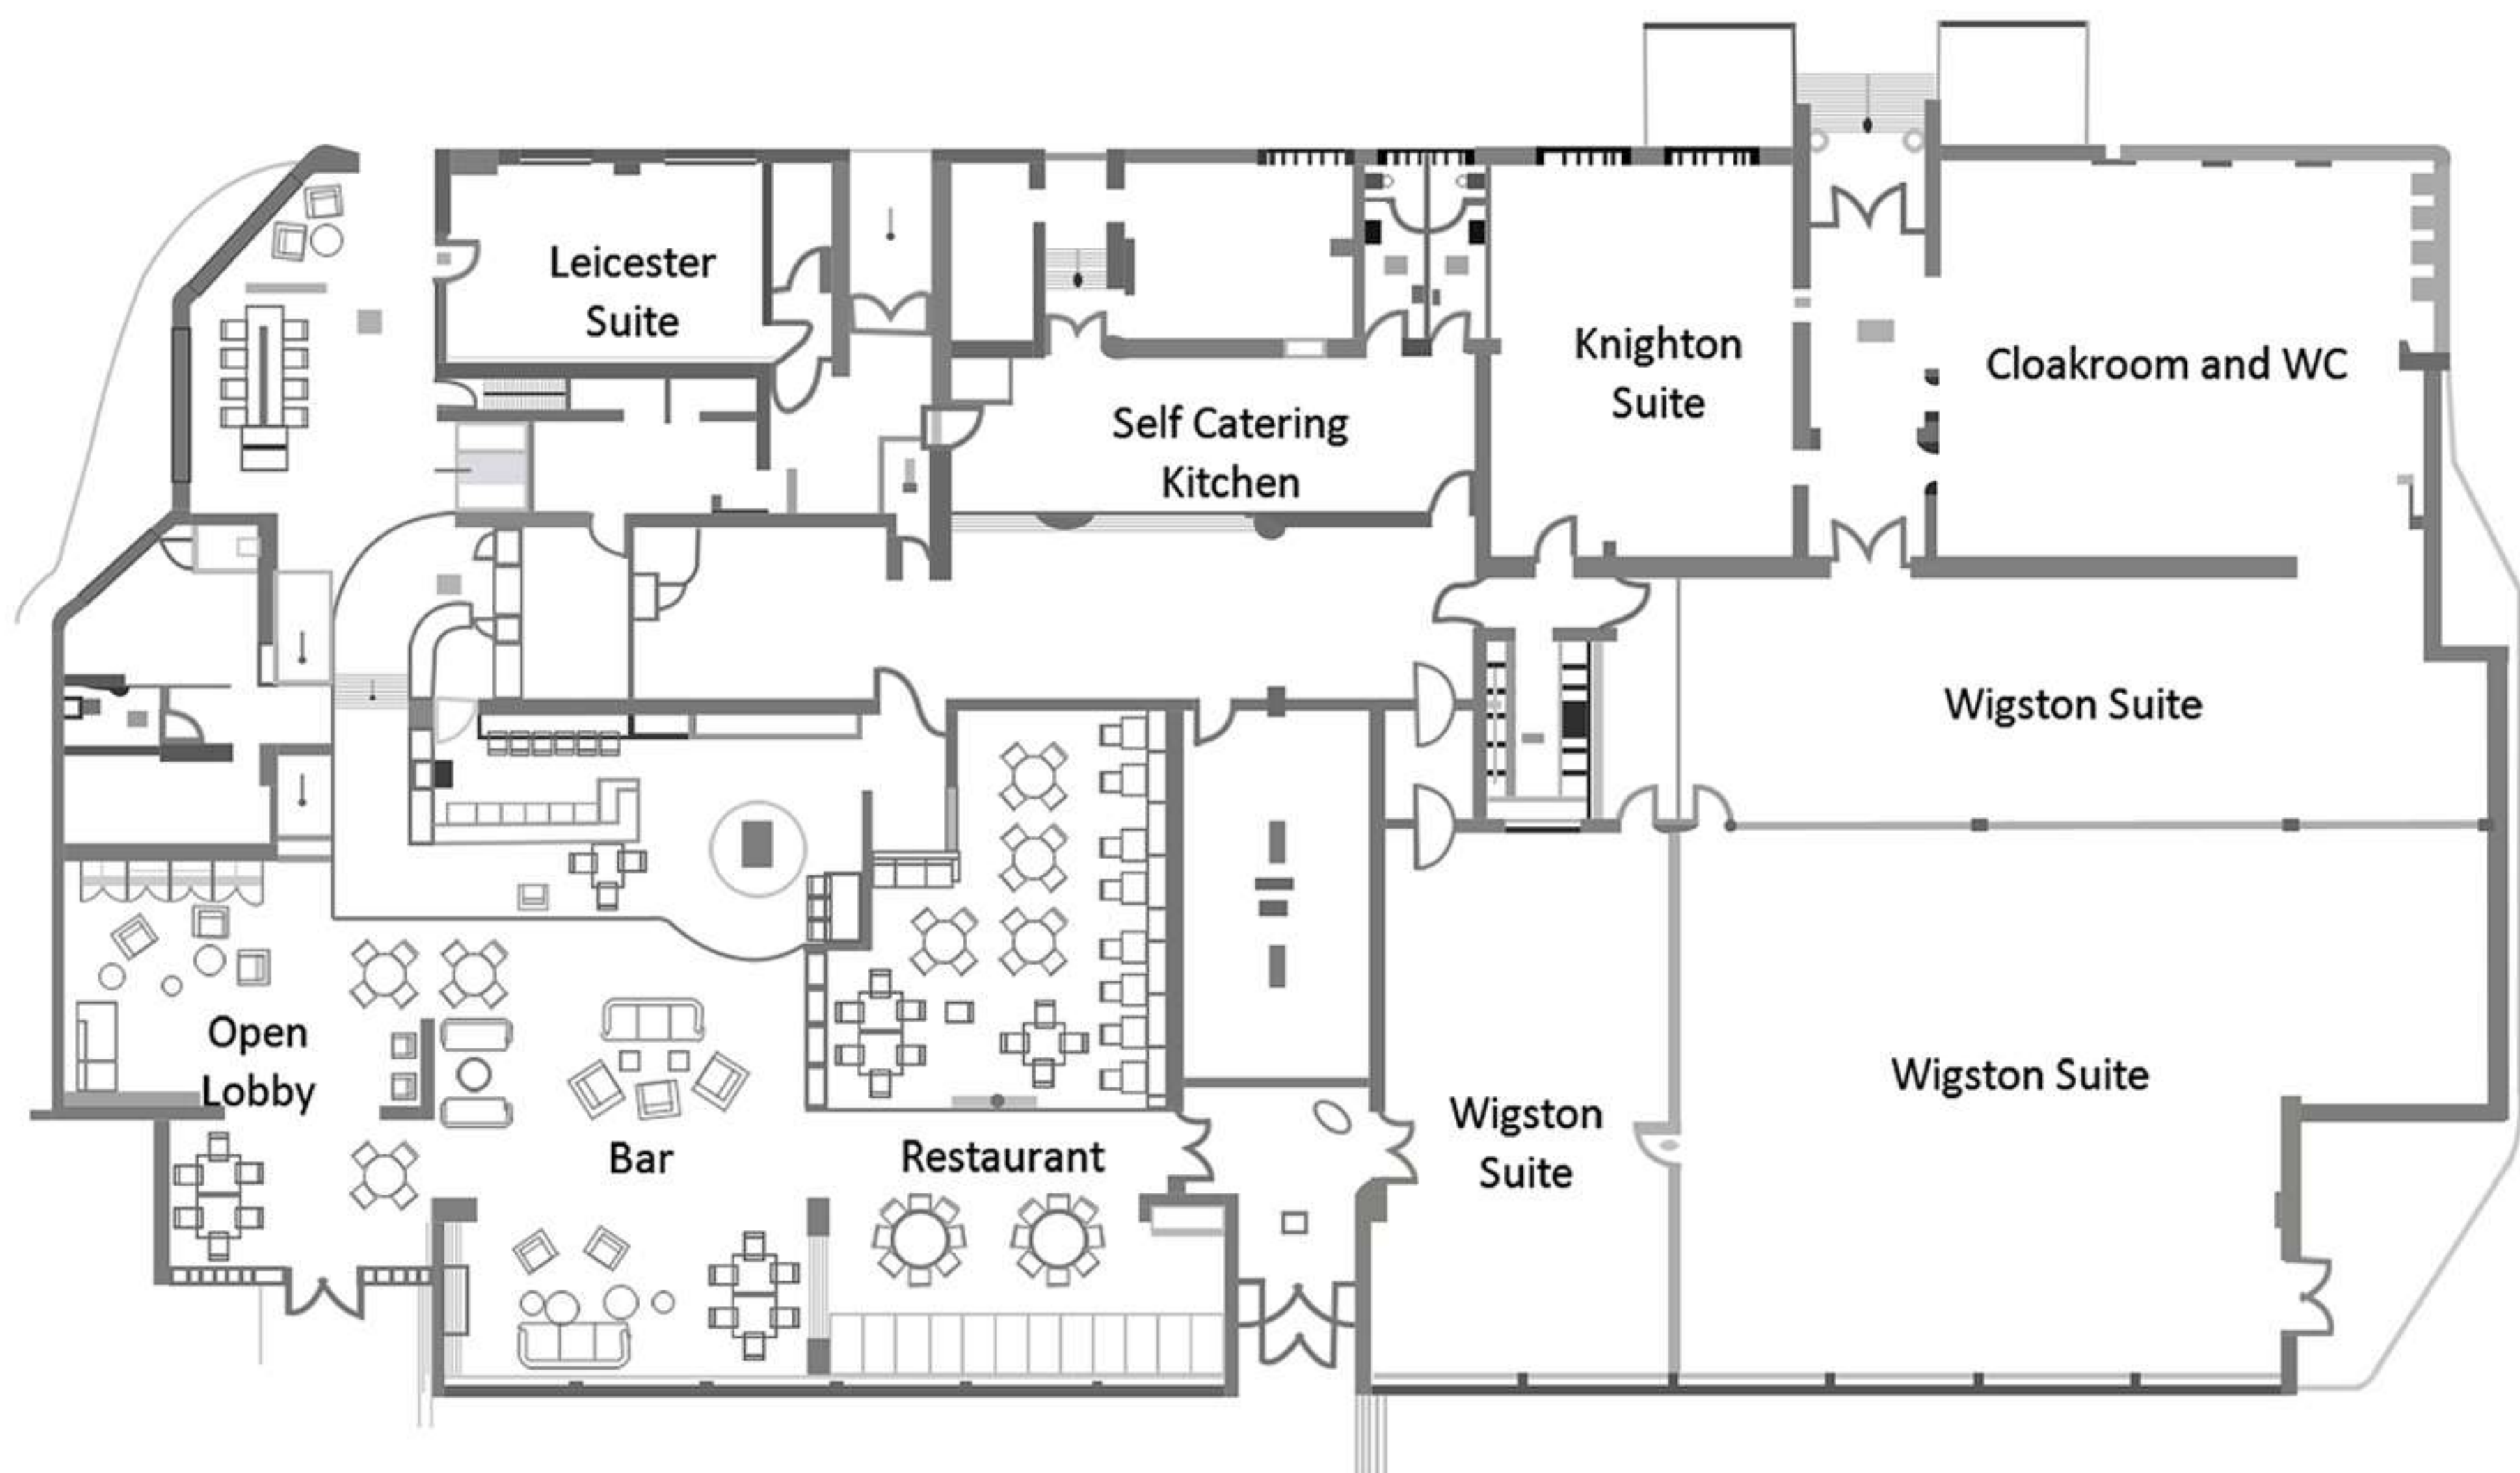 Leicester
Suite
Knighton
Suite
Cloakroom and WC
Self Catering
Kitchen
Wigston Suite
Open
Lobby
Bar
Restaurant
Wigston
Suite
Wigston Suite